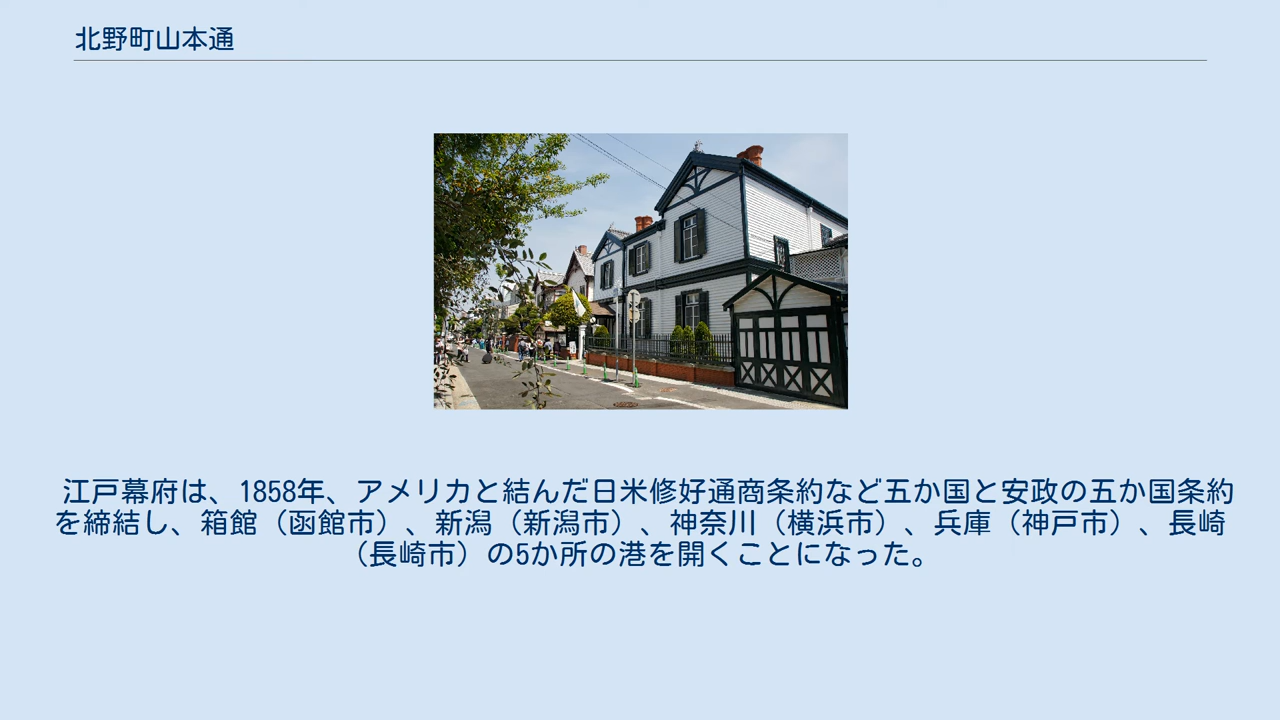 北野町山本通
江戸幕府は、1858年、アメリカと結んだ日米修好通商条約など五か国と安政の五か国条約
を締結し、箱館（函館市）、新潟（新潟市）、神奈川（横浜市）、兵庫（神戸市）、長崎
（長崎市）の5か所の港を開くことになった。